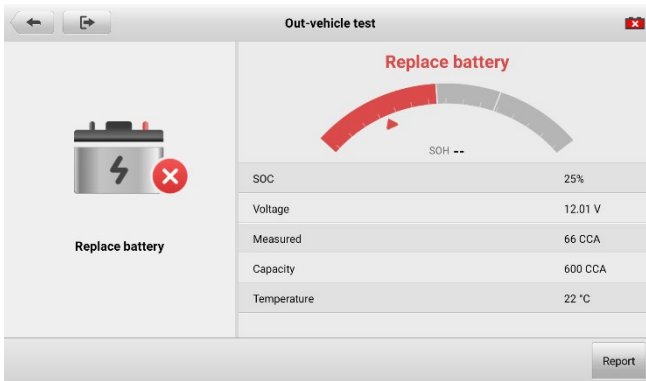 Out-vehicle test
Replace battery
SOH --
SOC 25%
Voltage 12.01 V
Measured 66 CCA
Capacity 600 CCA
Temperature 22 °C
Replace battery
Report